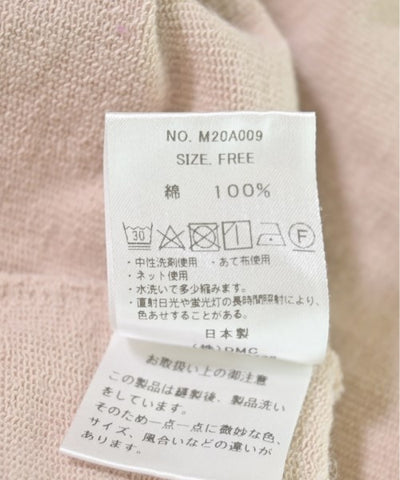 NO. M20A009
SIZE. FREE
綿 100%
30 F
・中性洗剤使用 ・あて布使用
・ネット使用
・水洗いで多少縮みます。
・直射日光や蛍光灯の長時間照射により、
色あせすることがある。
日本製
(株)DMC
お取扱い上の御注意
この製品は縫製後、製品洗い
をしています。
そのため一点一点に微妙な色、
サイズ、風合いなどの違いが
あります。